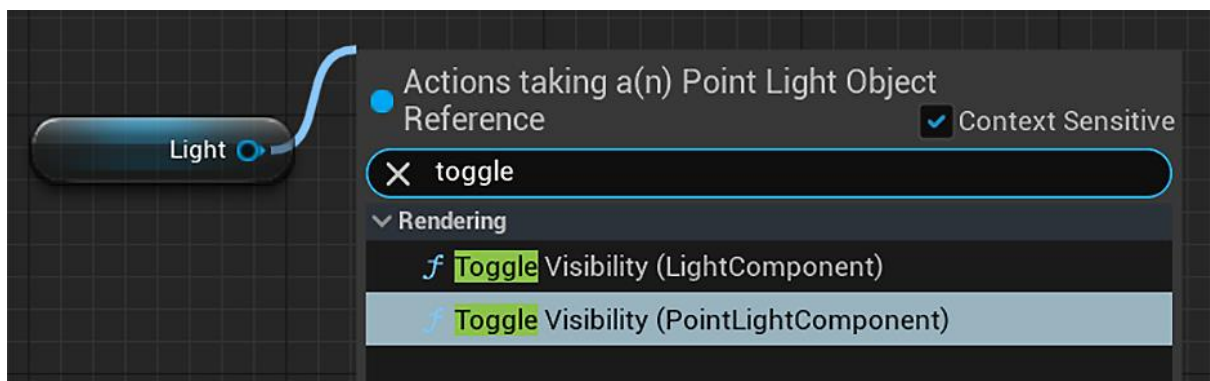 Light
Actions taking a(n) Point Light Object
Reference
Context Sensitive
toggle
Rendering
Toggle Visibility (LightComponent)
Toggle Visibility (PointLightComponent)